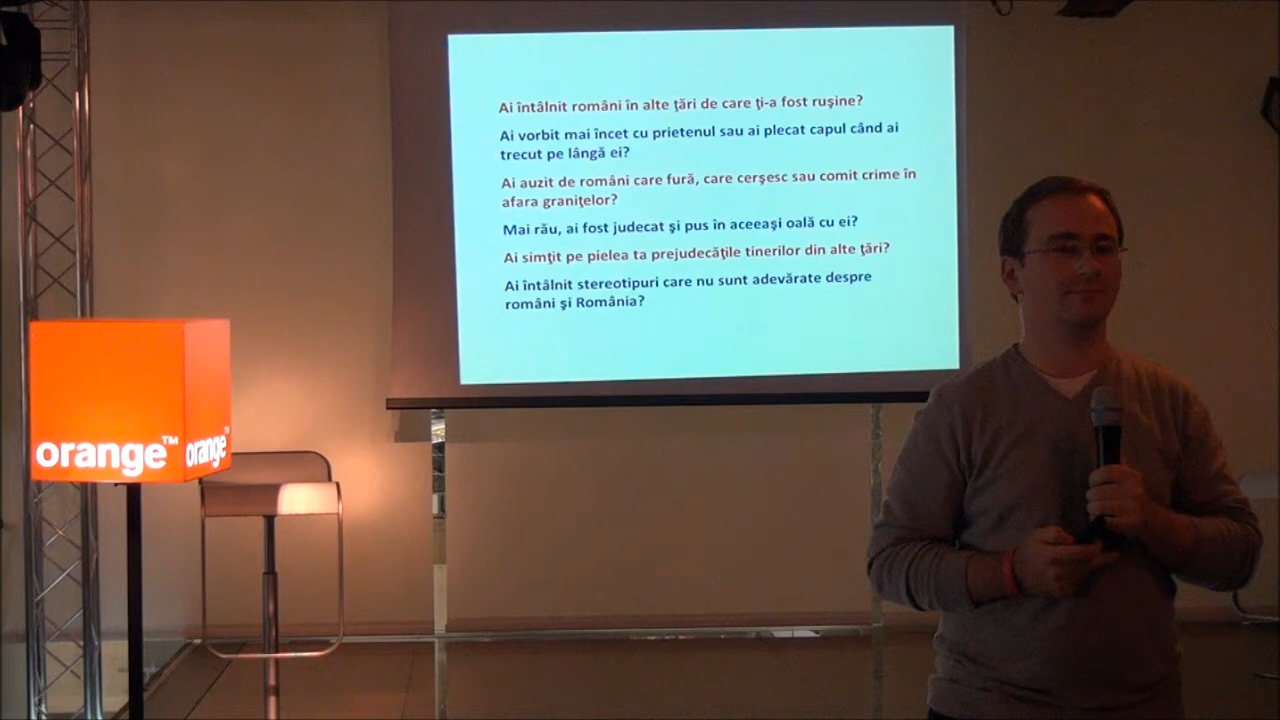 Ai întâlnit români în alte ţări de care ţi-a fost ruşine?
Ai vorbit mai încet cu prietenul sau ai plecat capul când ai
trecut pe lângă ei?
Ai auzit de români care fură, care cerşesc sau comit crime în
afara graniţelor?
Mai rău, ai fost judecat şi pus în aceeaşi oală cu ei?
Ai simţit pe pielea ta prejudecăţile tinerilor din alte ţări?
Ai întâlnit stereotipuri care nu sunt adevărate despre
români şi România?
orange™
orange™